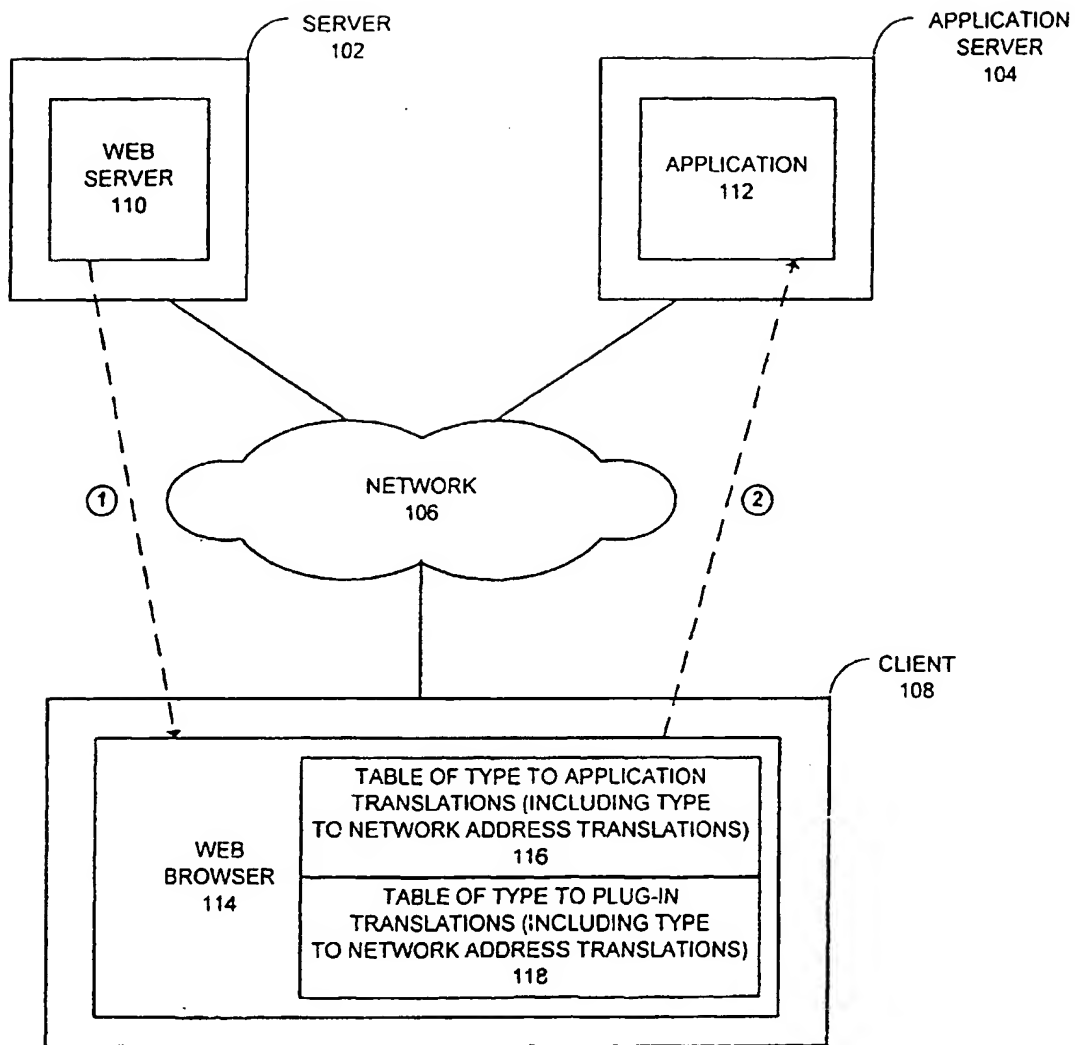 SERVER
102
APPLICATION
SERVER
104
WEB
SERVER
110
APPLICATION
112
NETWORK
106
1
2
CLIENT
108
WEB
BROWSER
114
TABLE OF TYPE TO APPLICATION
TRANSLATIONS (INCLUDING TYPE
TO NETWORK ADDRESS TRANSLATIONS)
116
TABLE OF TYPE TO PLUG-IN
TRANSLATIONS (INCLUDING TYPE
TO NETWORK ADDRESS TRANSLATIONS)
118